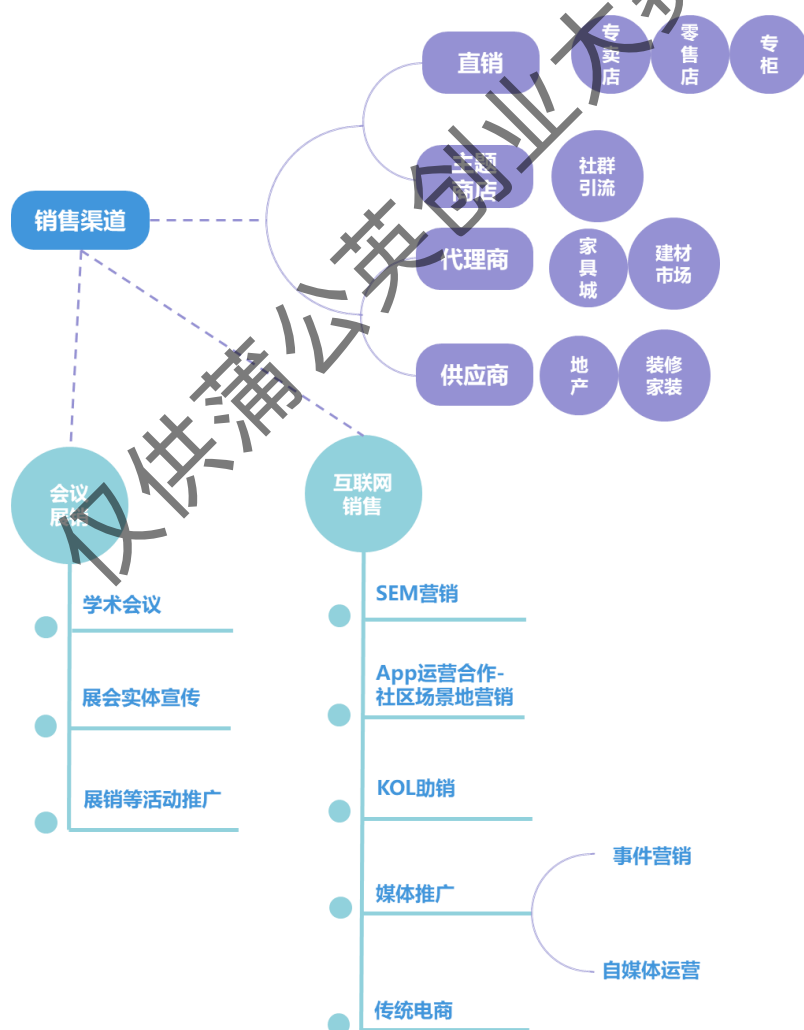 直销
专
卖
店
零
售
店
专
柜
主题
商店
社群
引流
销售渠道
代理商
家
具
城
建材
市场
供应商
地
产
装修
家装
会议
展销
互联网
销售
学术会议
展会实体宣传
展销等活动推广
SEM营销
App运营合作-
社区场景地营销
KOL助销
媒体推广
事件营销
自媒体运营
传统电商
仅供蒲公英创业大赛